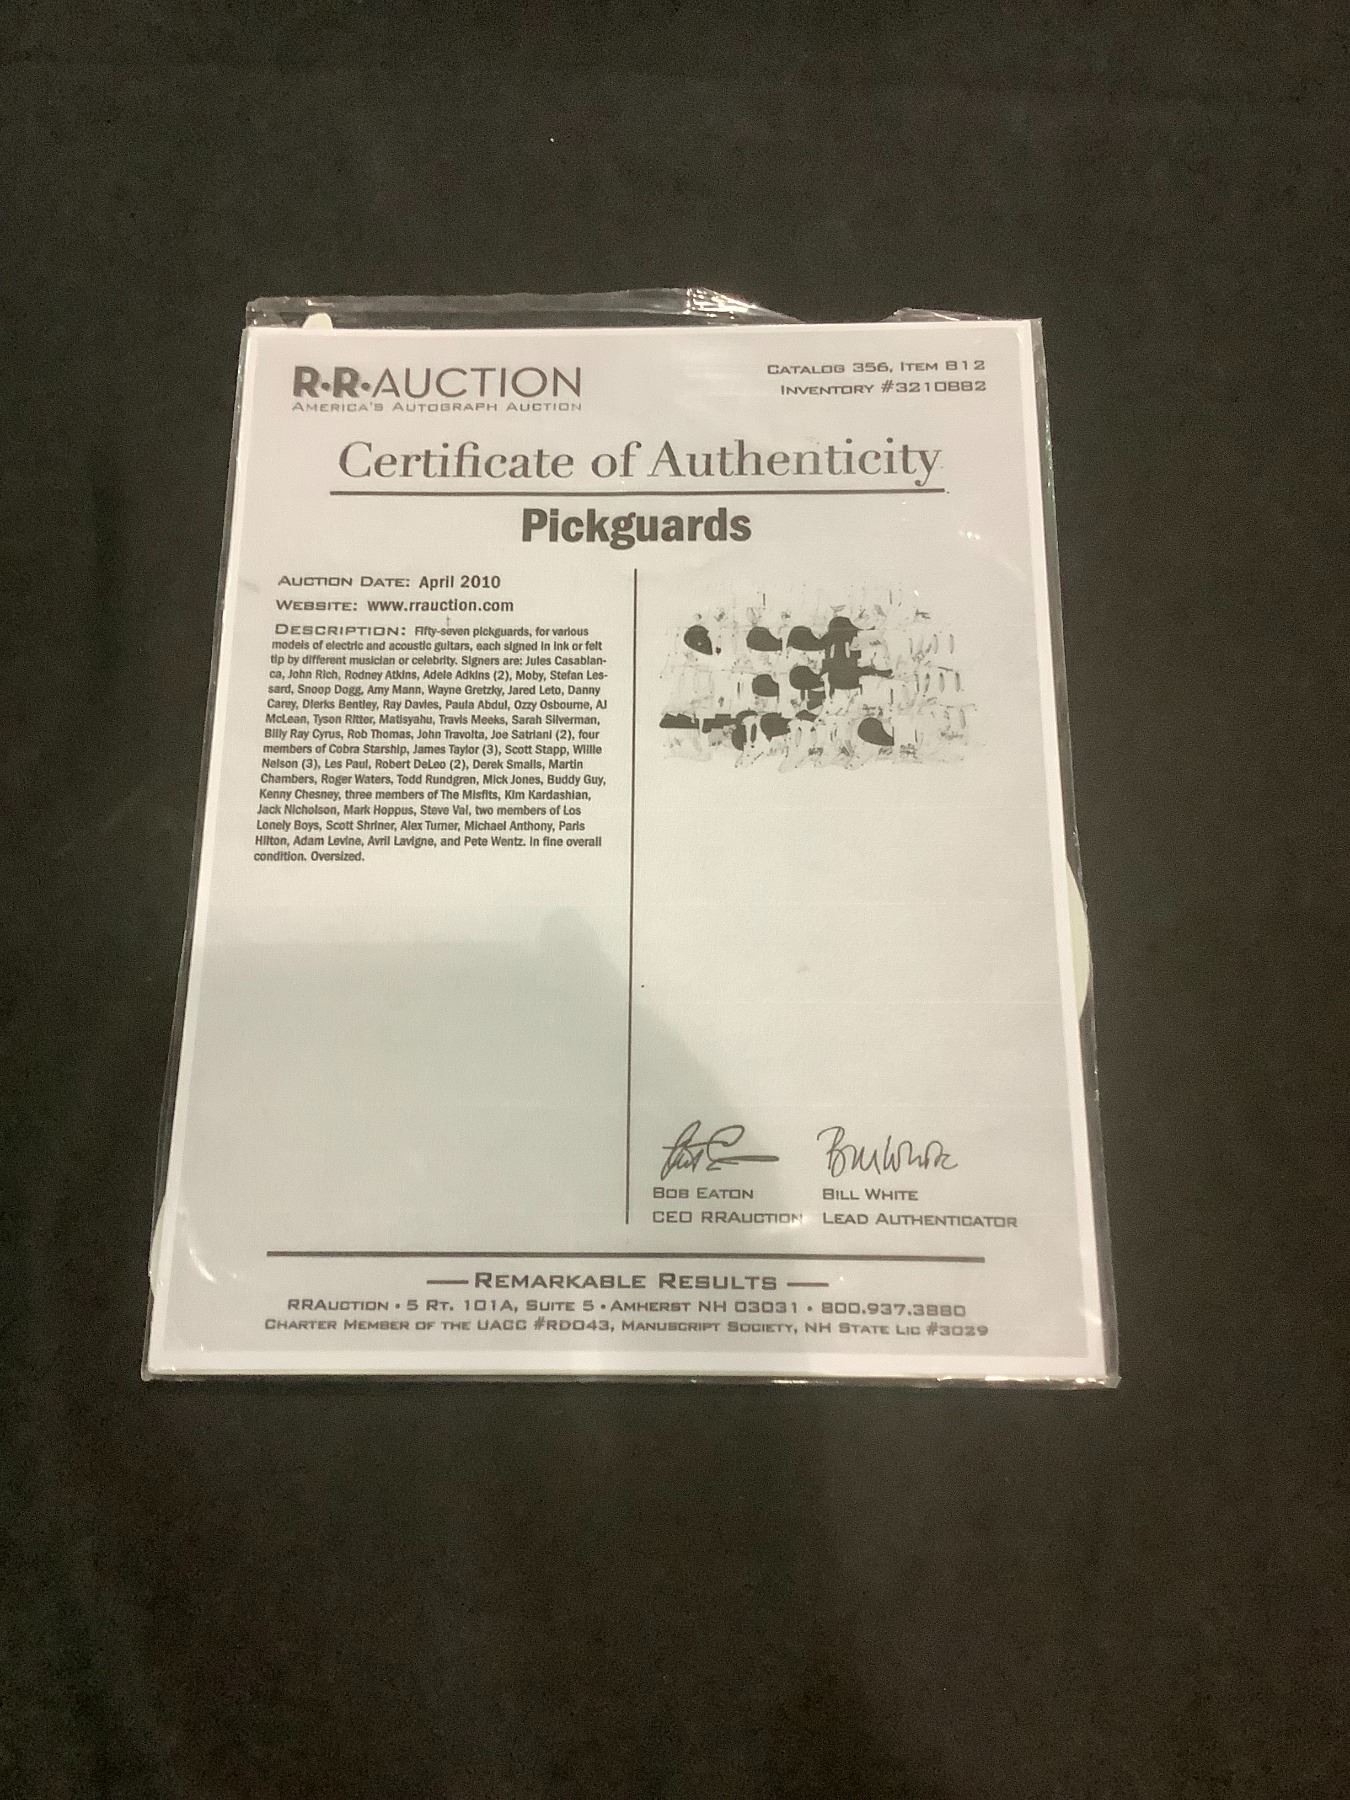 R·R·AUCTION
AMERICA'S AUTOGRAPH AUCTION
CATALOG 356, ITEM 812
INVENTORY #3210882
Certificate of Authenticity
Pickguards
AUCTION DATE: April 2010
WEBSITE: www.rrauction.com
DESCRIPTION: Fifty-seven pickguards, for various
models of electric and acoustic guitars, each signed in ink or felt
tip by different musician or celebrity. Signers are: Jules Casablan-
ca, John Rich, Rodney Atkins, Adele Adkins (2), Moby, Stefan Les-
sard, Snoop Dogg, Amy Mann, Wayne Gretzky, Jared Leto, Danny
Carey, Dierks Bentley, Ray Davies, Paula Abdul, Ozzy Osbourne, AJ
McLean, Tyson Ritter, Matisyahu, Travis Meeks, Sarah Silverman,
Billy Ray Cyrus, Rob Thomas, John Travolta, Joe Satriani (2), four
members of Cobra Starship, James Taylor (3), Scott Stapp, Willie
Nelson (3), Les Paul, Robert DeLeo (2), Derek Smalls, Martin
Chambers, Roger Waters, Todd Rundgren, Mick Jones, Buddy Guy,
Kenny Chesney, three members of The Misfits, Kim Kardashian,
Jack Nicholson, Mark Hoppus, Steve Vai, two members of Los
Lonely Boys, Scott Shriner, Alex Turner, Michael Anthony, Paris
Hilton, Adam Levine, Avril Lavigne, and Pete Wentz. In fine overall
condition. Oversized.
Bill White
BOB EATON BILL WHITE
CEO RRAUCTION LEAD AUTHENTICATOR
— REMARKABLE RESULTS —
RRAUCTION • 5 RT. 101A, SUITE 5 • AMHERST NH 03031 • 800.937.3880
CHARTER MEMBER OF THE UACC #RD043, MANUSCRIPT SOCIETY, NH STATE LIC #3029